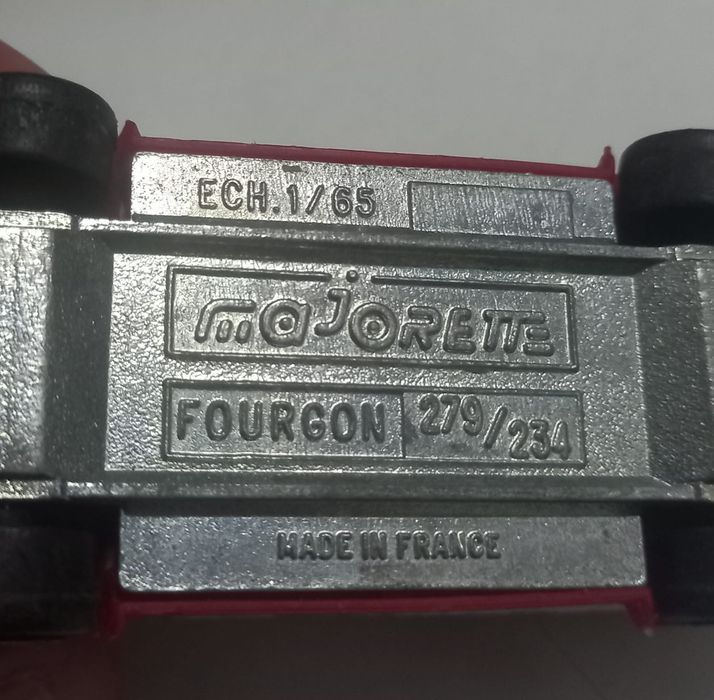 ECH.1/65
majORETTE
FOURGON 279/234
MADE IN FRANCE